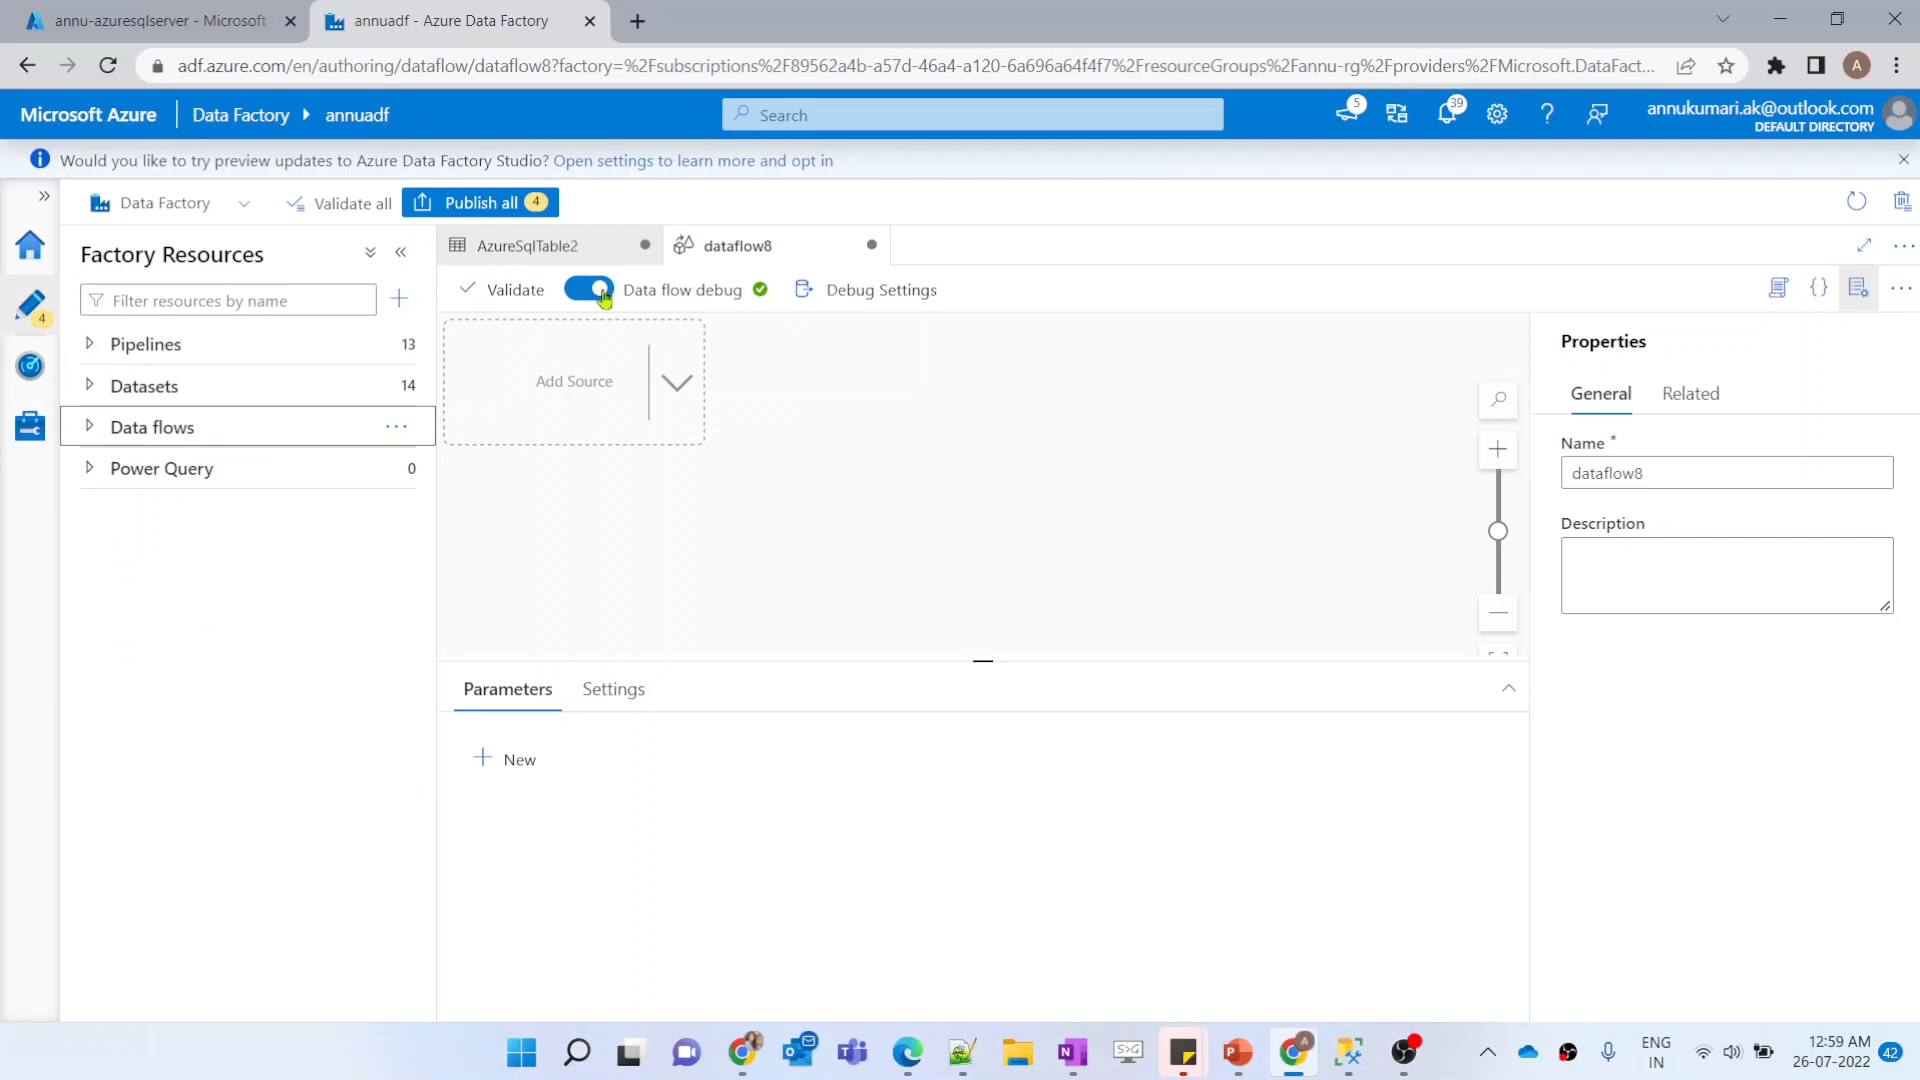 annu-azuresqlserver - Microsoft
annuadf - Azure Data Factory
adf.azure.com/en/authoring/dataflow/dataflow8?factory=%2Fsubscriptions%2F89562a4b-a57d-46a4-a120-6a696a64f4f7%2FresourceGroups%2Fannu-rg%2Fproviders%2FMicrosoft.DataFact...
A
Microsoft Azure
Data Factory
annuadf
Search
5
39
annukumari.ak@outlook.com
DEFAULT DIRECTORY
Would you like to try preview updates to Azure Data Factory Studio? Open settings to learn more and opt in
Data Factory
Validate all
Publish all 4
Factory Resources
Filter resources by name
4
Pipelines 13
Datasets 14
Data flows
Power Query 0
AzureSqlTable2
dataflow8
Validate
Data flow debug
Debug Settings
Add Source
Parameters
Settings
New
Properties
General
Related
Name *
dataflow8
Description
ENG
IN
12:59 AM
26-07-2022
42